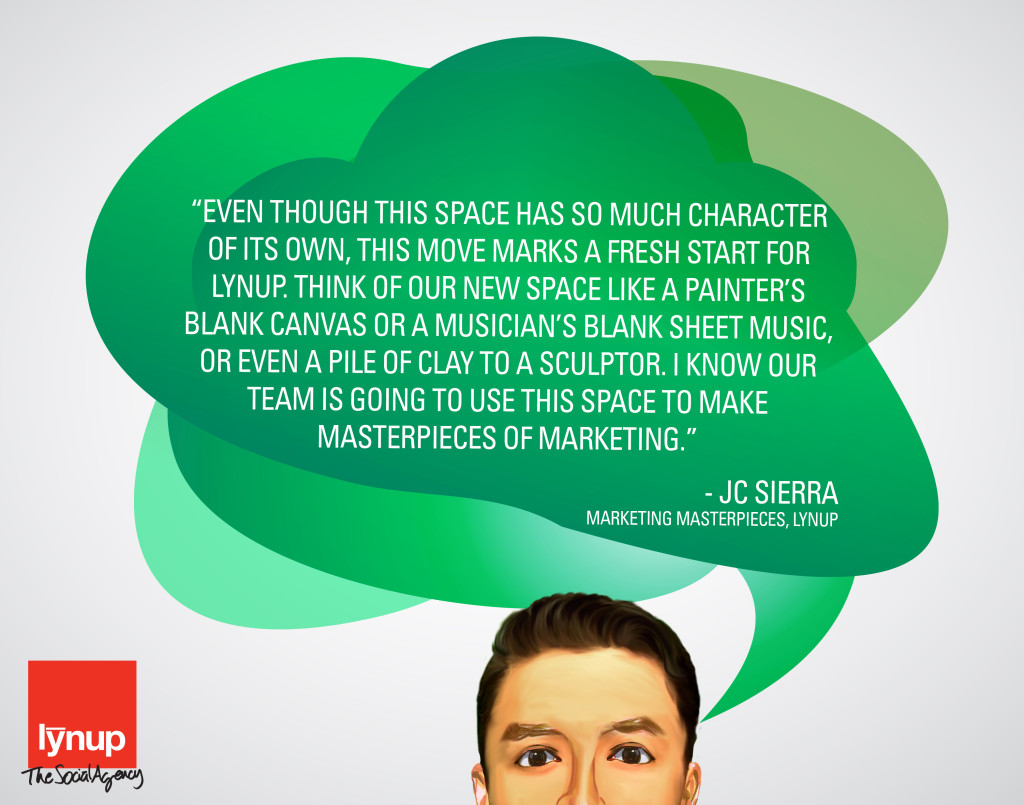 “EVEN THOUGH THIS SPACE HAS SO MUCH CHARACTER
OF ITS OWN, THIS MOVE MARKS A FRESH START FOR
LYNUP. THINK OF OUR NEW SPACE LIKE A PAINTER’S
BLANK CANVAS OR A MUSICIAN’S BLANK SHEET MUSIC,
OR EVEN A PILE OF CLAY TO A SCULPTOR. I KNOW OUR
TEAM IS GOING TO USE THIS SPACE TO MAKE
MASTERPIECES OF MARKETING.”
- JC SIERRA
MARKETING MASTERPIECES, LYNUP
lȳnup
The Social Agency